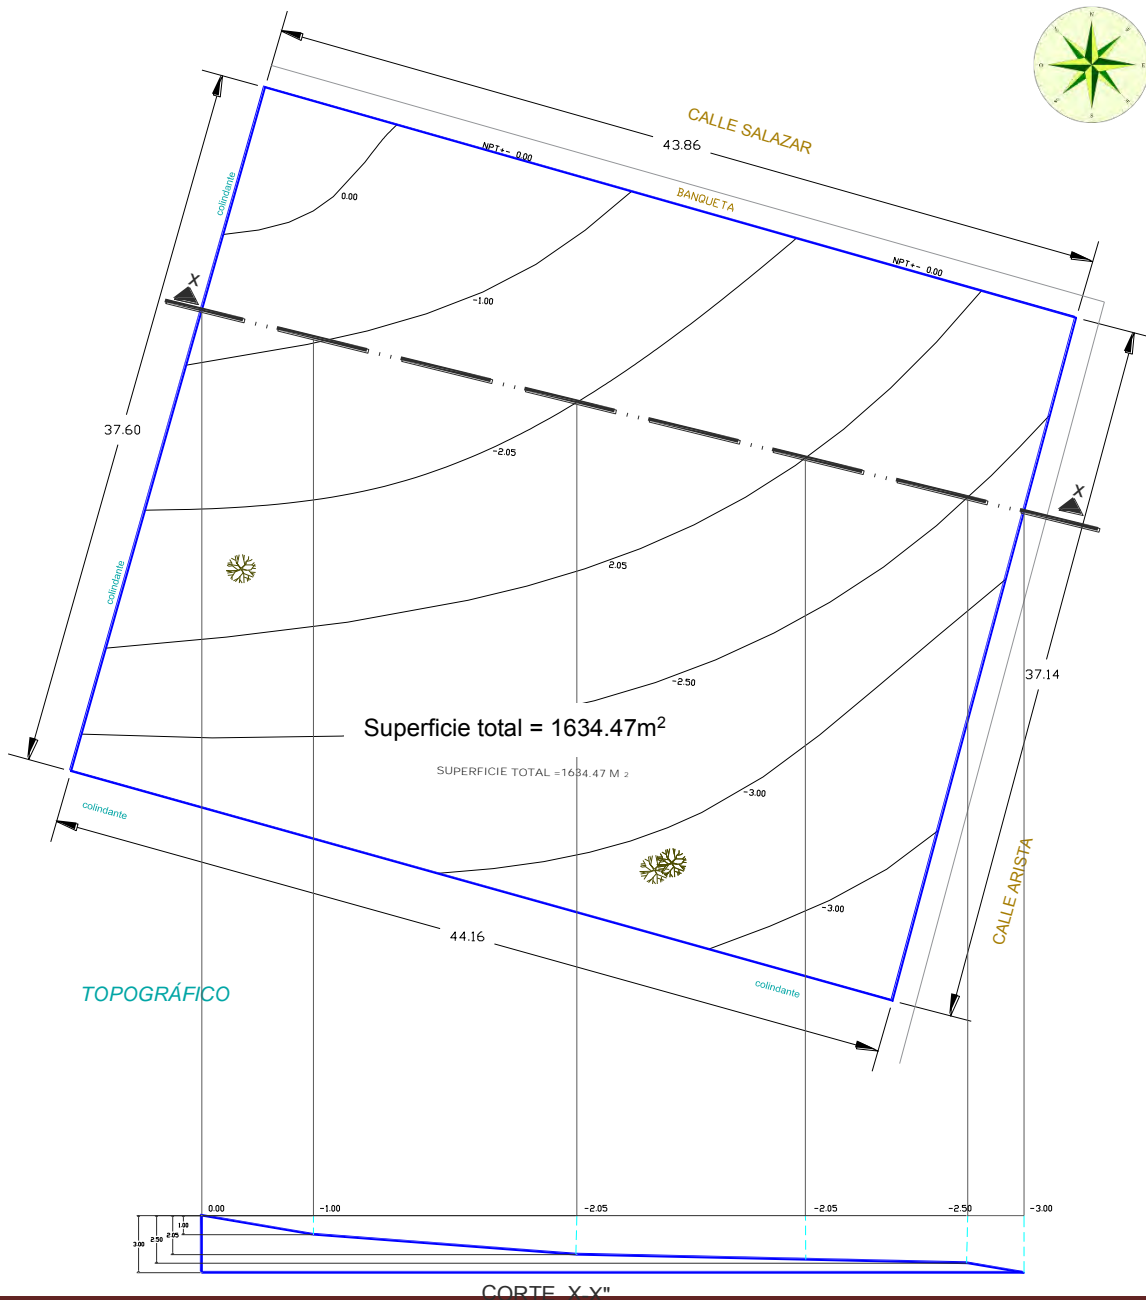 N
O
E
S
CALLE SALAZAR
43.86
NPT+- 0.00
BANQUETA
NPT+- 0.00
colindante
0.00
X
-1.00
37.60
-2.05
X
colindante
2.05
-2.50
37.14
Superficie total = 1634.47m²
SUPERFICIE TOTAL =1634.47 M 2
-3.00
colindante
CALLE ARISTA
-3.00
44.16
colindante
TOPOGRÁFICO
0.00 -1.00 -2.05 -2.05 -2.50 -3.00
3.00 2.50 2.05 1.00
CORTE X X"